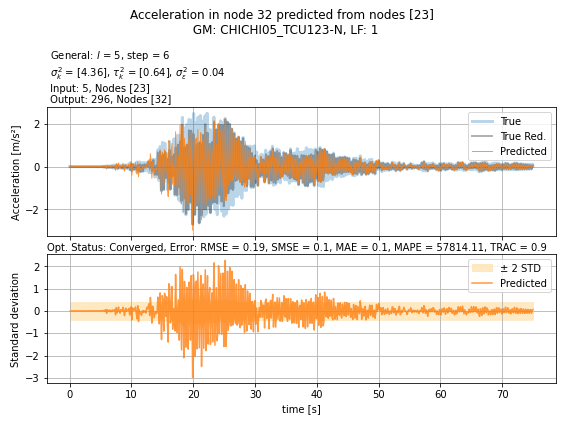 Acceleration in node 32 predicted from nodes [23]
GM: CHICHI05_TCU123-N, LF: 1
General: l = 5, step = 6
σ²ₖ = [4.36], τ²ₖ = [0.64], σ²ε = 0.04
Input: 5, Nodes [23]
Output: 296, Nodes [32]
Acceleration [m/s²]
2
0
−2
True
True Red.
Predicted
Opt. Status: Converged, Error: RMSE = 0.19, SMSE = 0.1, MAE = 0.1, MAPE = 57814.11, TRAC = 0.9
Standard deviation
2
1
0
−1
−2
−3
± 2 STD
Predicted
0 10 20 30 40 50 60 70
time [s]